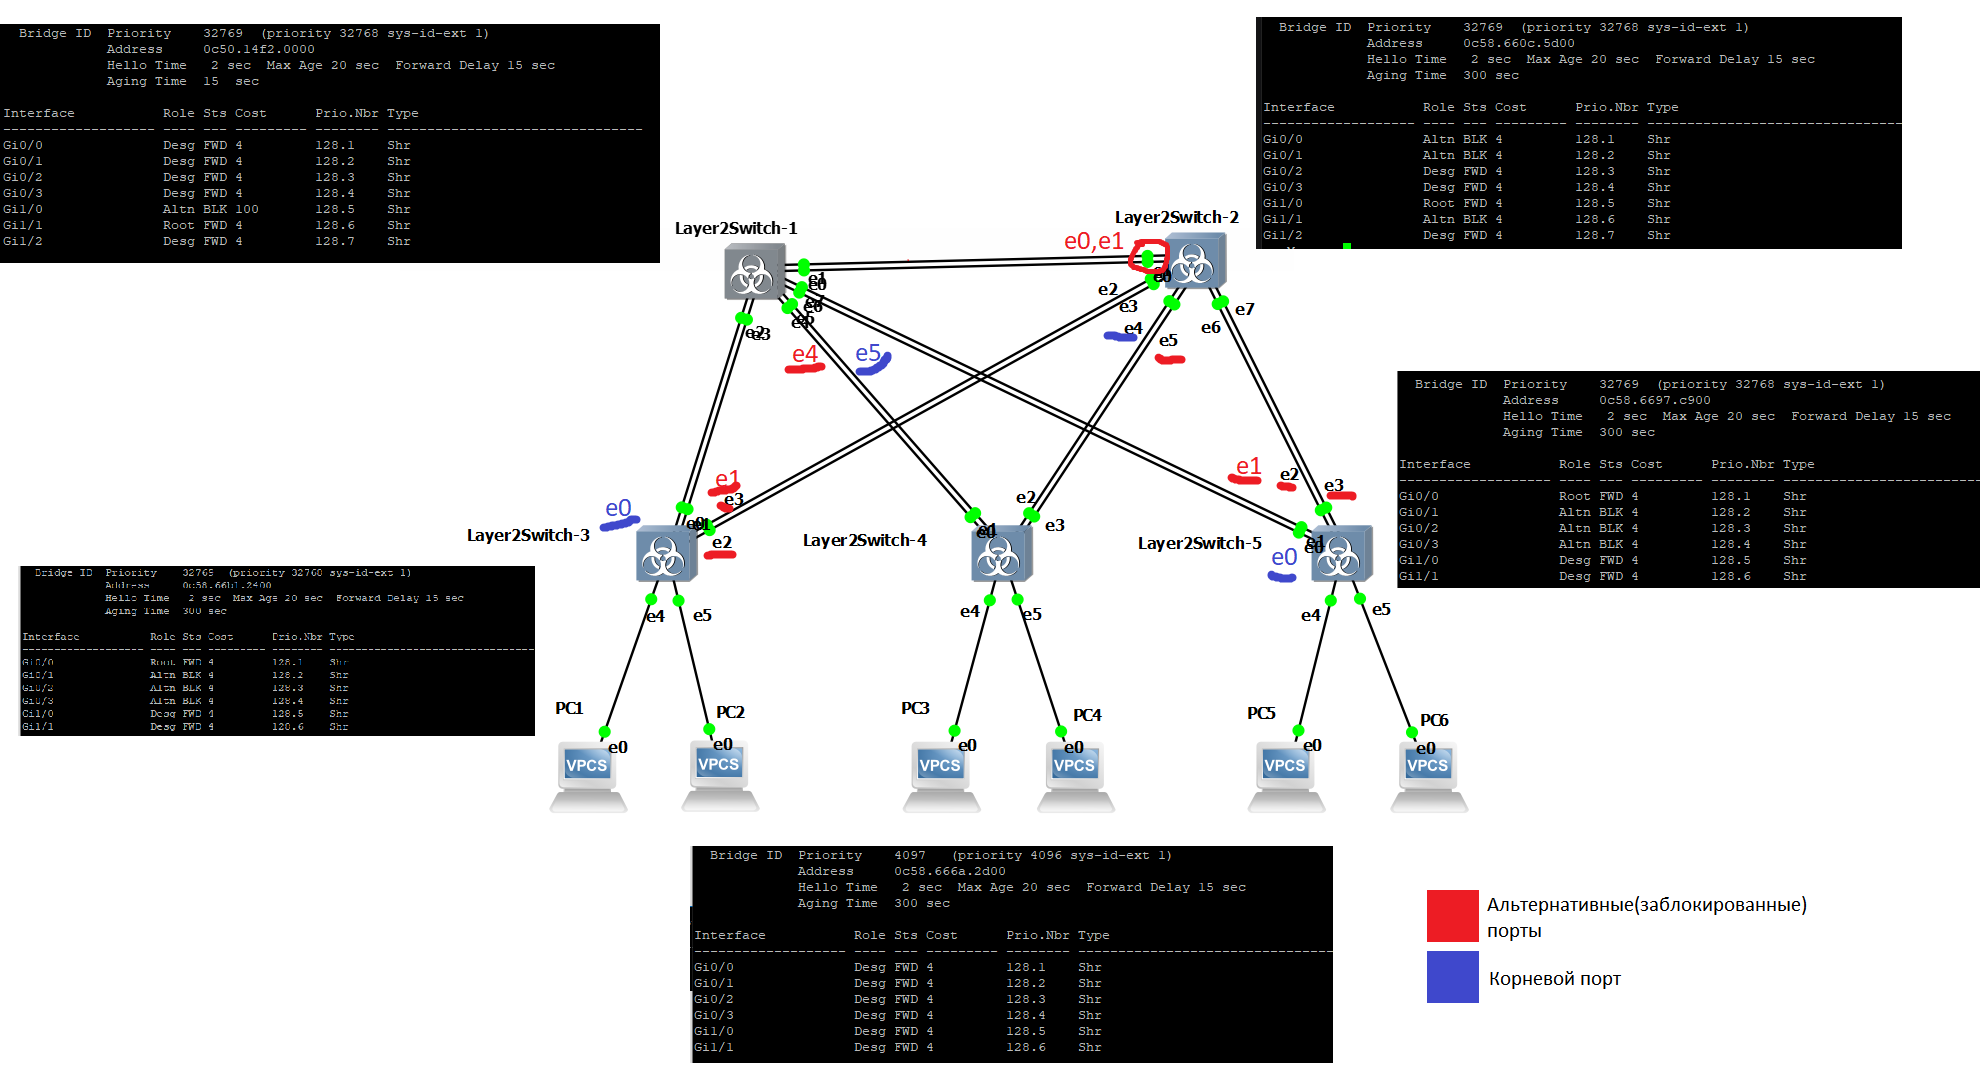 Bridge ID  Priority    32769  (priority 32768 sys-id-ext 1)
Address     0c50.14f2.0000
Hello Time   2 sec  Max Age 20 sec  Forward Delay 15 sec
Aging Time  15  sec
Interface           Role Sts Cost      Prio.Nbr Type
------------------- ---- --- --------- -------- --------------------------------
Gi0/0               Desg FWD 4         128.1    Shr
Gi0/1               Desg FWD 4         128.2    Shr
Gi0/2               Desg FWD 4         128.3    Shr
Gi0/3               Desg FWD 4         128.4    Shr
Gi1/0               Altn BLK 100       128.5    Shr
Gi1/1               Root FWD 4         128.6    Shr
Gi1/2               Desg FWD 4         128.7    Shr
Bridge ID  Priority    32769  (priority 32768 sys-id-ext 1)
Address     0c58.660c.5d00
Hello Time   2 sec  Max Age 20 sec  Forward Delay 15 sec
Aging Time  300 sec
Interface           Role Sts Cost      Prio.Nbr Type
------------------- ---- --- --------- -------- --------------------------------
Gi0/0               Altn BLK 4         128.1    Shr
Gi0/1               Altn BLK 4         128.2    Shr
Gi0/2               Desg FWD 4         128.3    Shr
Gi0/3               Desg FWD 4         128.4    Shr
Gi1/0               Root FWD 4         128.5    Shr
Gi1/1               Altn BLK 4         128.6    Shr
Gi1/2               Desg FWD 4         128.7    Shr
Layer2Switch-1
Layer2Switch-2
e0,e1
e1
e0
e2
e3
e2
e3
e4
e5
e6
e7
e4
e5
Bridge ID  Priority    32769  (priority 32768 sys-id-ext 1)
Address     0c58.6697.c900
Hello Time   2 sec  Max Age 20 sec  Forward Delay 15 sec
Aging Time  300 sec
Interface           Role Sts Cost      Prio.Nbr Type
------------------- ---- --- --------- -------- --------------------------------
Gi0/0               Root FWD 4         128.1    Shr
Gi0/1               Altn BLK 4         128.2    Shr
Gi0/2               Altn BLK 4         128.3    Shr
Gi0/3               Altn BLK 4         128.4    Shr
Gi1/0               Desg FWD 4         128.5    Shr
Gi1/1               Desg FWD 4         128.6    Shr
e0
e1
e3
e2
Layer2Switch-3
e2
e3
Layer2Switch-4
e1
e2
e3
e0
Layer2Switch-5
Bridge ID  Priority    32769  (priority 32768 sys-id-ext 1)
Address     0c58.66b1.2400
Hello Time   2 sec  Max Age 20 sec  Forward Delay 15 sec
Aging Time  300 sec
Interface           Role Sts Cost      Prio.Nbr Type
------------------- ---- --- --------- -------- --------------------------------
Gi0/0               Root FWD 4         128.1    Shr
Gi0/1               Altn BLK 4         128.2    Shr
Gi0/2               Altn BLK 4         128.3    Shr
Gi0/3               Altn BLK 4         128.4    Shr
Gi1/0               Desg FWD 4         128.5    Shr
Gi1/1               Desg FWD 4         128.6    Shr
e4 e5
e4 e5
e4 e5
PC1 PC2 PC3 PC4 PC5 PC6
e0 e0 e0 e0 e0 e0
VPCS VPCS VPCS VPCS VPCS VPCS
Bridge ID  Priority    4097   (priority 4096 sys-id-ext 1)
Address     0c58.666a.2d00
Hello Time   2 sec  Max Age 20 sec  Forward Delay 15 sec
Aging Time  300 sec
Interface           Role Sts Cost      Prio.Nbr Type
------------------- ---- --- --------- -------- --------------------------------
Gi0/0               Desg FWD 4         128.1    Shr
Gi0/1               Desg FWD 4         128.2    Shr
Gi0/2               Desg FWD 4         128.3    Shr
Gi0/3               Desg FWD 4         128.4    Shr
Gi1/0               Desg FWD 4         128.5    Shr
Gi1/1               Desg FWD 4         128.6    Shr
Альтернативные(заблокированные)
порты
Корневой порт